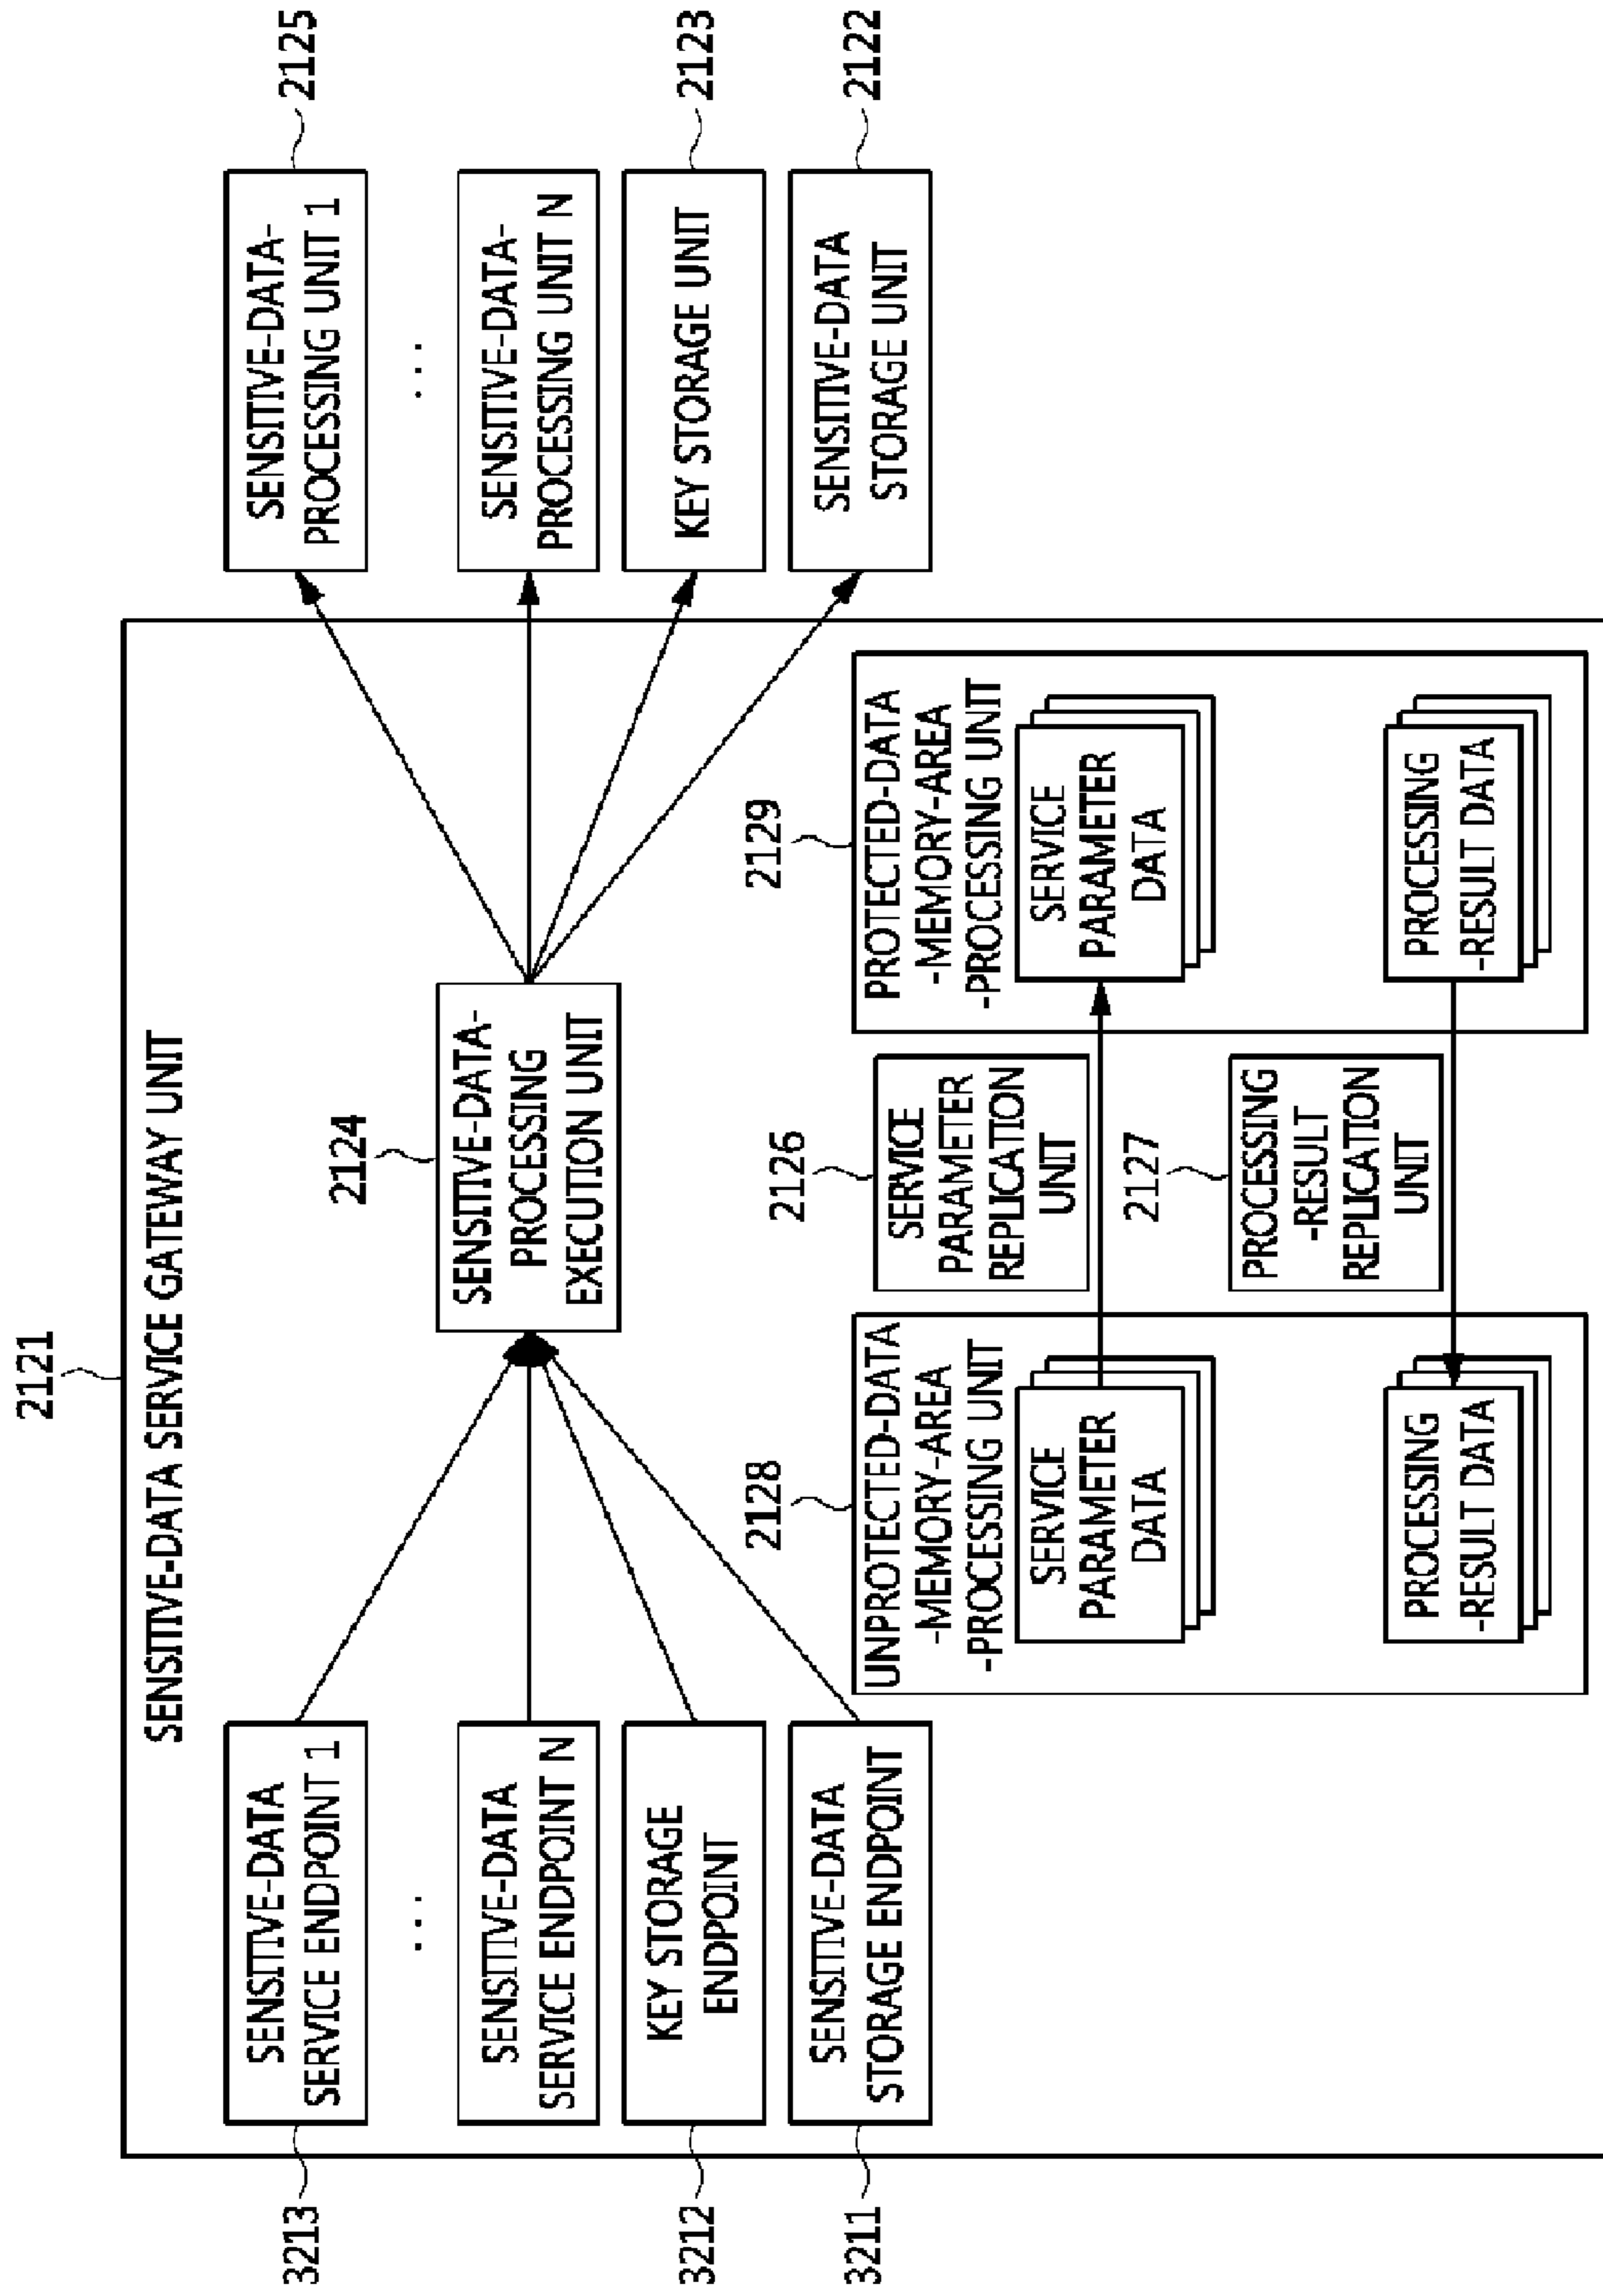 2121
SENSITIVE-DATA SERVICE GATEWAY UNIT
3213
SENSITIVE-DATA
SERVICE ENDPOINT 1
...
SENSITIVE-DATA
SERVICE ENDPOINT N
3212
KEY STORAGE
ENDPOINT
3211
SENSITIVE-DATA
STORAGE ENDPOINT
2124
SENSITIVE-DATA-
PROCESSING
EXECUTION UNIT
2125
SENSITIVE-DATA-
PROCESSING UNIT 1
...
SENSITIVE-DATA-
PROCESSING UNIT N
2123
KEY STORAGE UNIT
2122
SENSITIVE-DATA
STORAGE UNIT
2128
UNPROTECTED-DATA
-MEMORY-AREA
-PROCESSING UNIT
SERVICE
PARAMETER
DATA
PROCESSING
-RESULT DATA
2126
SERVICE
PARAMETER
REPLICATION
UNIT
2127
PROCESSING
-RESULT
REPLICATION
UNIT
2129
PROTECTED-DATA
-MEMORY-AREA
-PROCESSING UNIT
SERVICE
PARAMETER
DATA
PROCESSING
-RESULT DATA